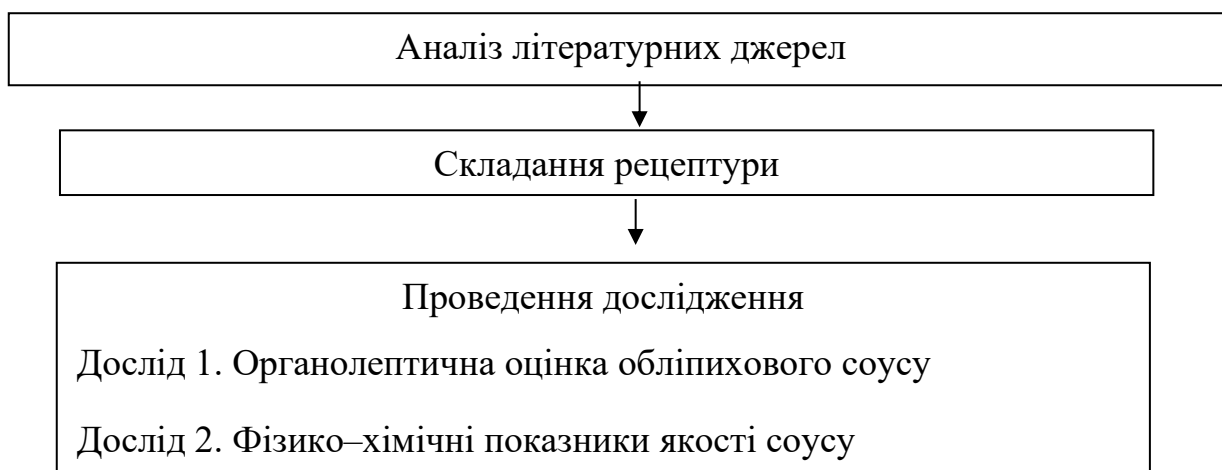 Аналіз літературних джерел
Складання рецептури
Проведення дослідження
Дослід 1. Органолептична оцінка обліпихового соусу
Дослід 2. Фізико–хімічні показники якості соусу